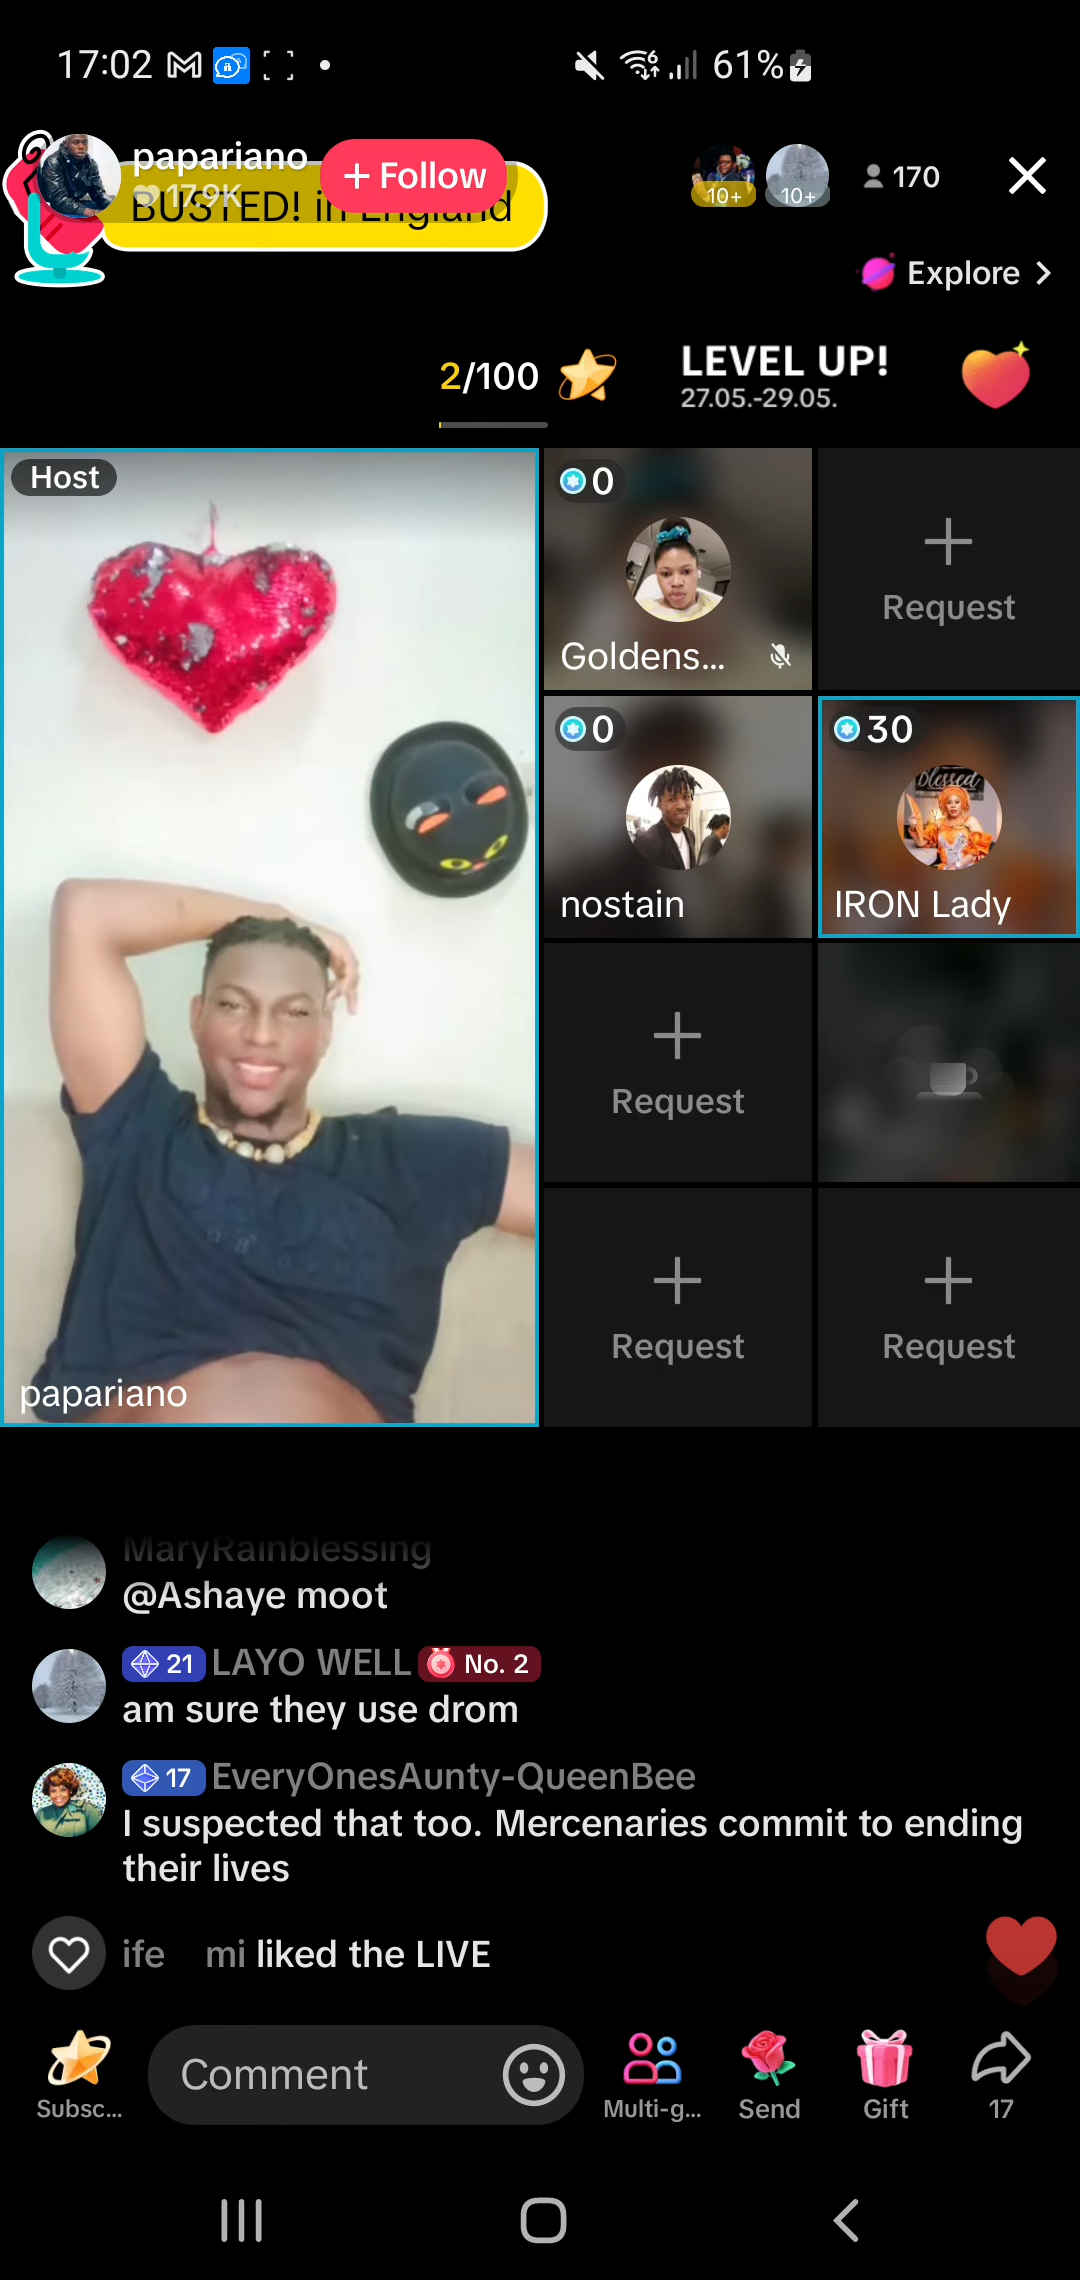 17:02
61%
papariano
17.9K
+ Follow
BUSTED! in England
10+
10+
170
Explore >
2/100
LEVEL UP!
27.05.-29.05.
Host
0
Goldens...
Request
Blessed
0
nostain
30
IRON Lady
Request
Request
Request
papariano
MaryRainblessing
@Ashaye moot
21 LAYO WELL No. 2
am sure they use drom
17 EveryOnesAunty-QueenBee
I suspected that too. Mercenaries commit to ending
their lives
ife mi liked the LIVE
Comment
Subsc...
Multi-g...
Send
Gift
17